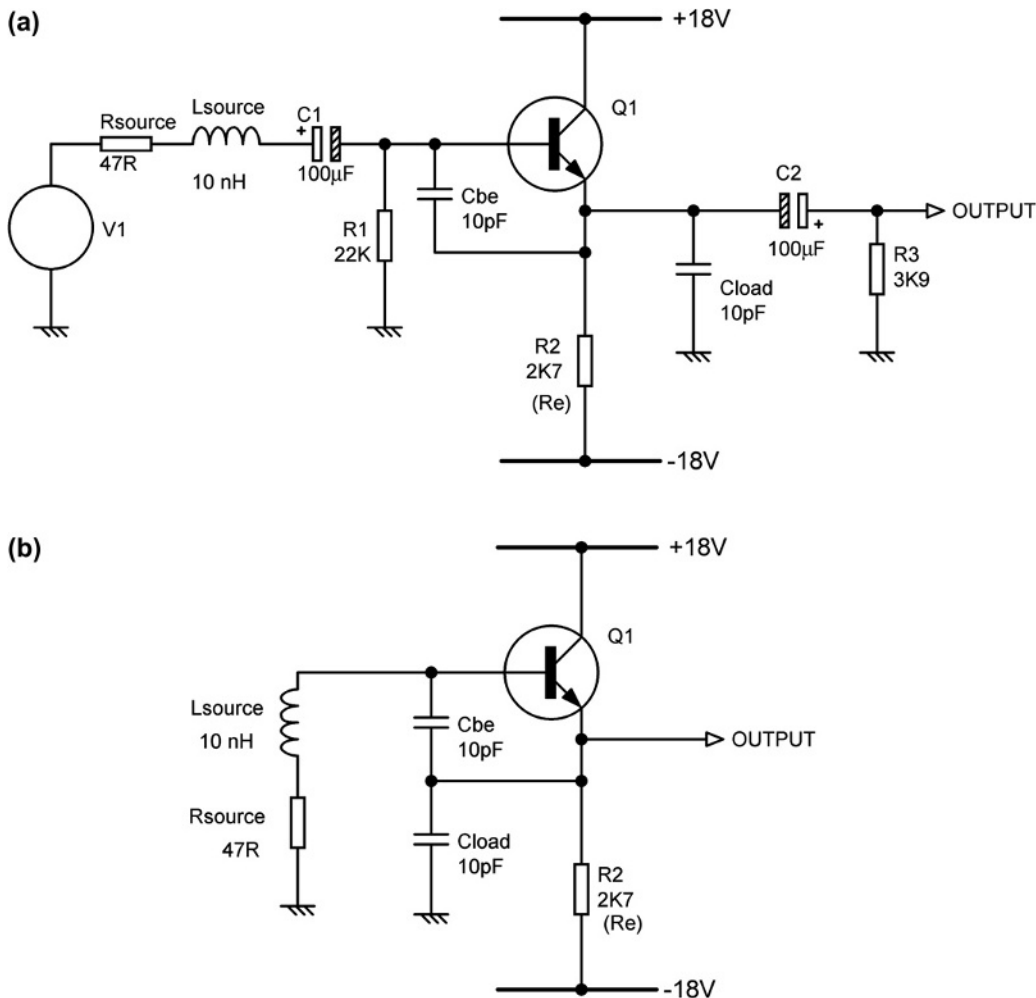 (a)
+18V
Q1
Lsource
Rsource
C1
+
47R
10 nH
100µF
V1
R1
22K
Cbe
10pF
C2
OUTPUT
100µF
+
R3
3K9
Cload
10pF
R2
2K7
(Re)
-18V
(b)
+18V
Q1
Lsource
10 nH
Cbe
10pF
OUTPUT
Rsource
47R
Cload
10pF
R2
2K7
(Re)
-18V